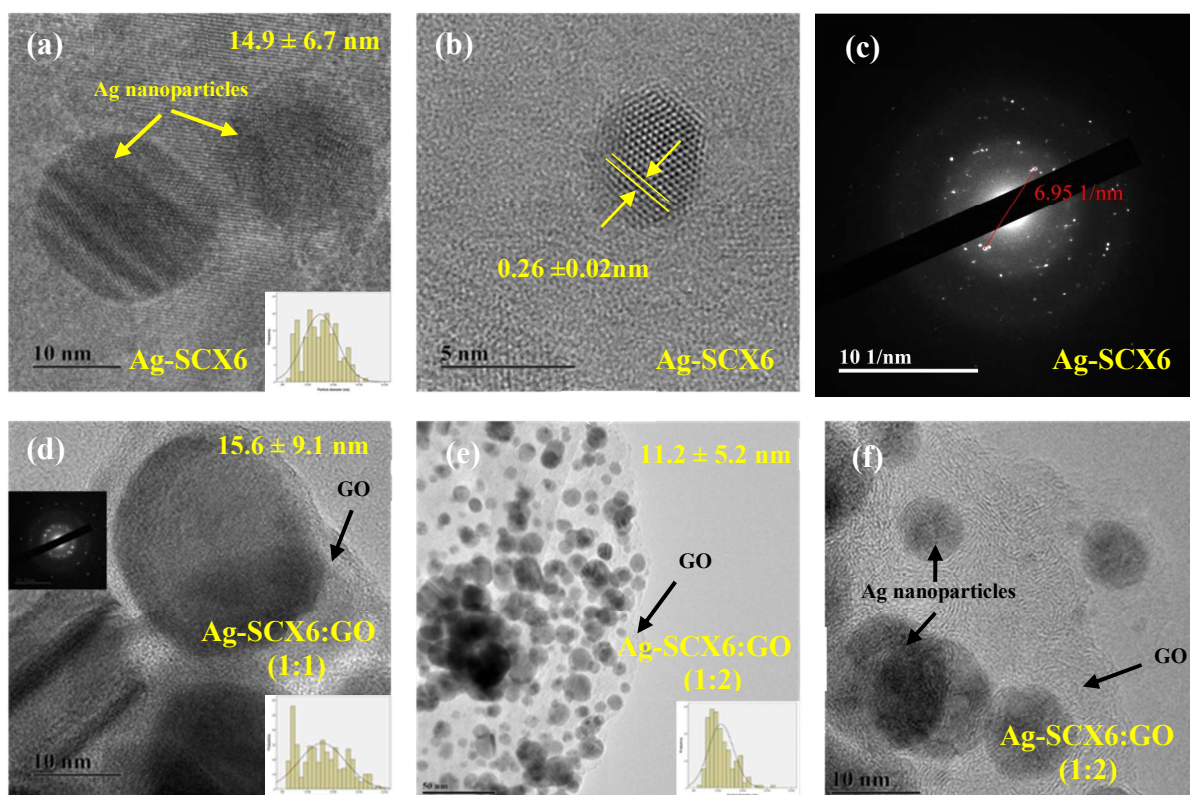 (a)
14.9 ± 6.7 nm
Ag nanoparticles
10 nm
Ag-SCX6
(b)
0.26 ±0.02nm
5 nm
Ag-SCX6
(c)
6.95 1/nm
10 1/nm
Ag-SCX6
(d)
15.6 ± 9.1 nm
GO
Ag-SCX6:GO
(1:1)
10 nm
(e)
11.2 ± 5.2 nm
GO
Ag-SCX6:GO
(1:2)
50 nm
(f)
Ag nanoparticles
GO
Ag-SCX6:GO
(1:2)
10 nm